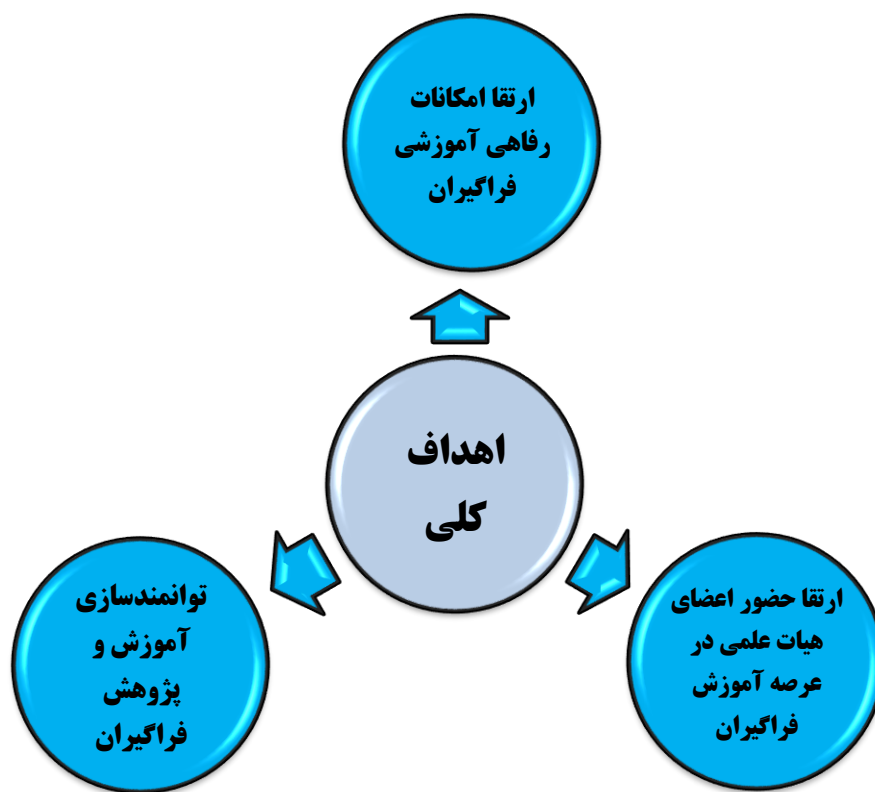 ارتقا امکانات
رفاهی آموزشی
فراگیران
اهداف
کلی
ارتقا حضور اعضای
هیات علمی در
عرصه آموزش
فراگیران
توانمندسازی
آموزش و
پژوهش
فراگیران